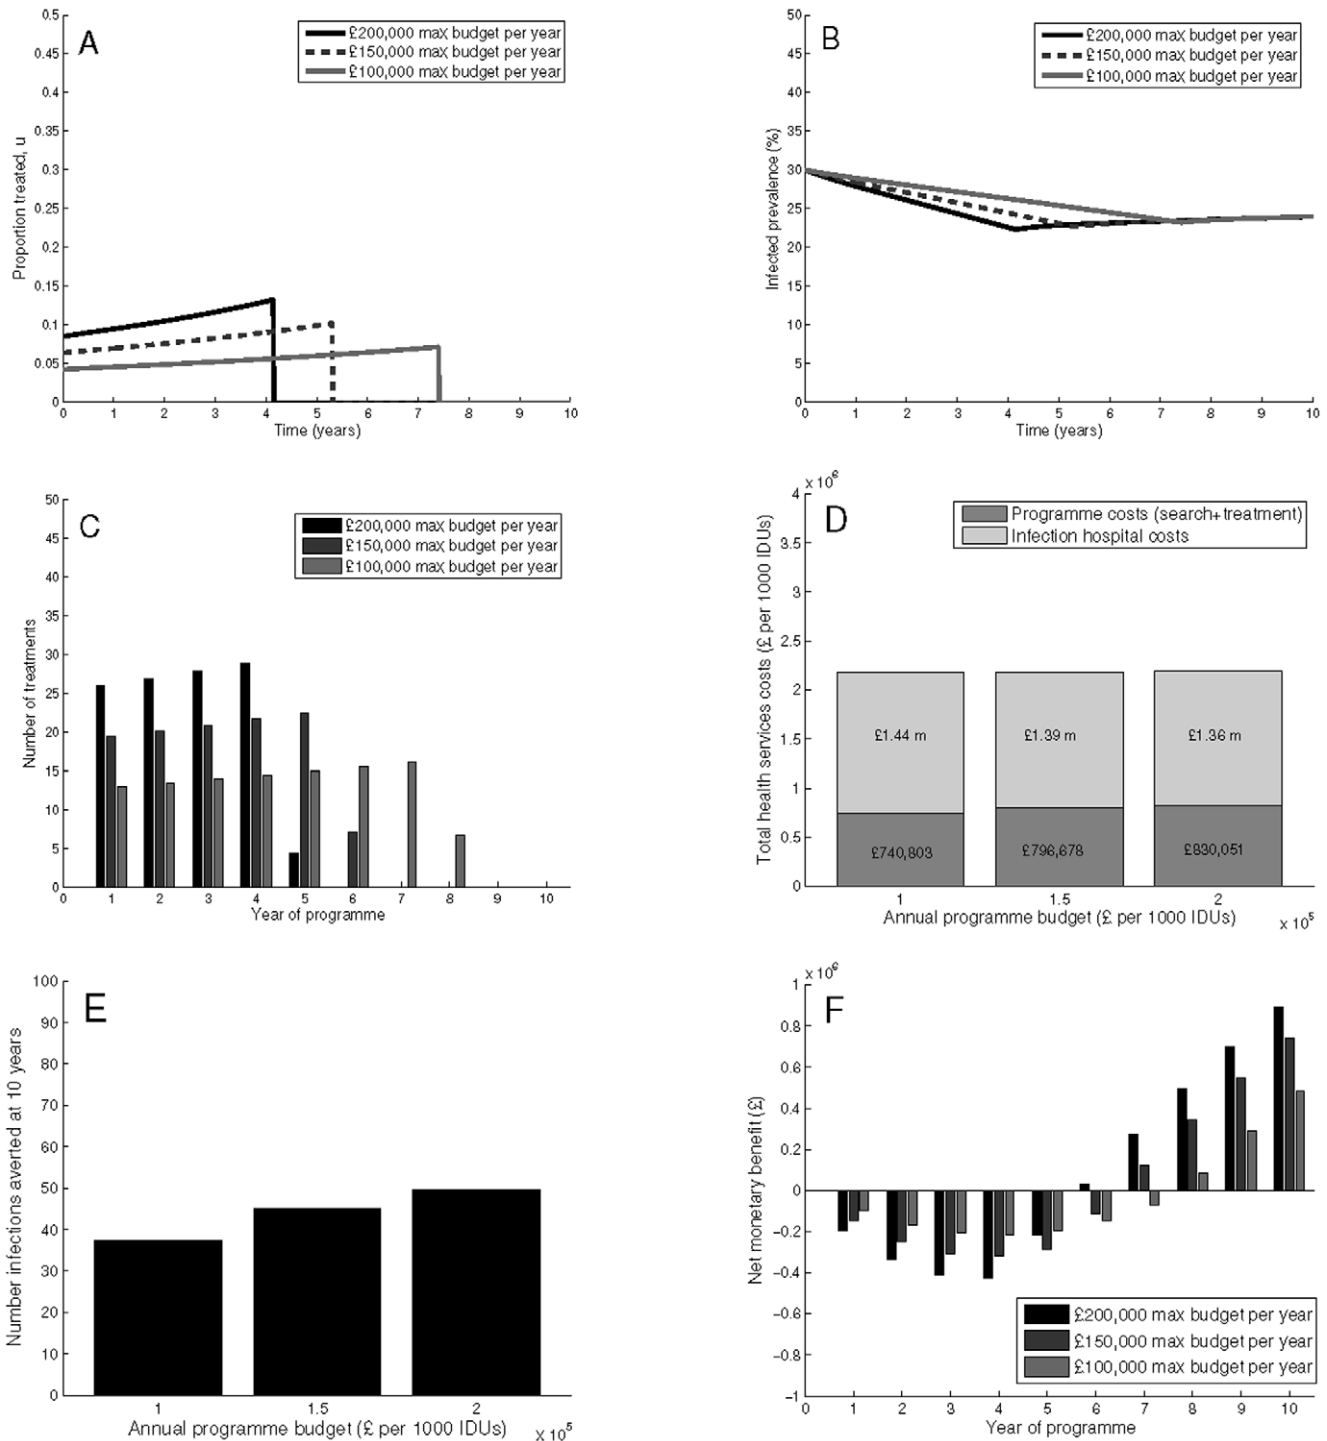 A
£200,000 max budget per year
£150,000 max budget per year
£100,000 max budget per year
0.5
0.45
0.4
0.35
0.3
0.25
0.2
0.15
0.1
0.05
0
Proportion treated, u
0 1 2 3 4 5 6 7 8 9 10
Time (years)
B
£200,000 max budget per year
£150,000 max budget per year
£100,000 max budget per year
50
45
40
35
30
25
20
15
10
5
0
Infected prevalence (%)
0 1 2 3 4 5 6 7 8 9 10
Time (years)
C
£200,000 max budget per year
£150,000 max budget per year
£100,000 max budget per year
50
45
40
35
30
25
20
15
10
5
0
Number of treatments
0 1 2 3 4 5 6 7 8 9 10
Year of programme
x 10⁶
D
Programme costs (search+treatment)
Infection hospital costs
4
3.5
3
2.5
2
1.5
1
0.5
0
Total health services costs (£ per 1000 IDUs)
£1.44 m
£1.39 m
£1.36 m
£740,803
£796,678
£830,051
1 1.5 2
Annual programme budget (£ per 1000 IDUs)
x 10⁵
E
100
90
80
70
60
50
40
30
20
10
0
Number infections averted at 10 years
1 1.5 2
Annual programme budget (£ per 1000 IDUs)
x 10⁵
x 10⁶
F
1
0.8
0.6
0.4
0.2
0
−0.2
−0.4
−0.6
−0.8
−1
Net monetary benefit (£)
£200,000 max budget per year
£150,000 max budget per year
£100,000 max budget per year
0 1 2 3 4 5 6 7 8 9 10
Year of programme